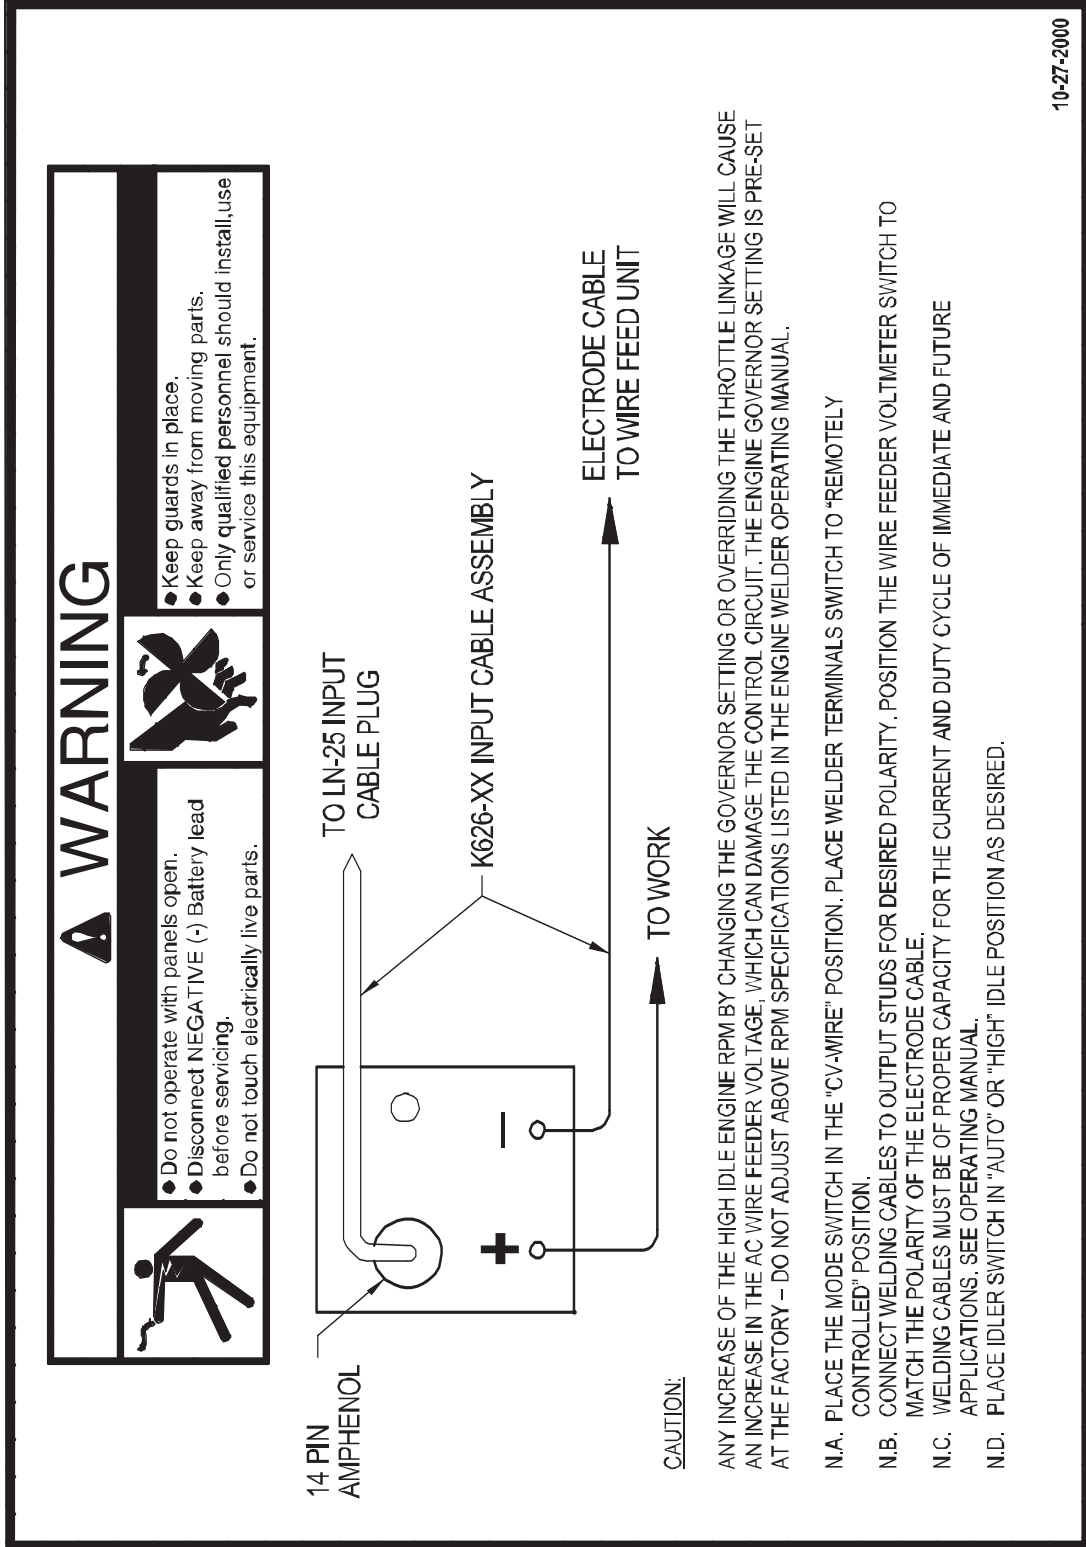 WARNING
●Do not operate with panels open.
●Disconnect NEGATIVE (-) Battery lead
before servicing.
●Do not touch electrically live parts.
●Keep guards in place.
●Keep away from moving parts.
●Only qualified personnel should install,use
or service this equipment.
14 PIN
AMPHENOL
TO LN-25 INPUT
CABLE PLUG
K626-XX INPUT CABLE ASSEMBLY
+
−
ELECTRODE CABLE
TO WIRE FEED UNIT
TO WORK
CAUTION:
ANY INCREASE OF THE HIGH IDLE ENGINE RPM BY CHANGING THE GOVERNOR SETTING OR OVERRIDING THE THROTTLE LINKAGE WILL CAUSE
AN INCREASE IN THE AC WIRE FEEDER VOLTAGE, WHICH CAN DAMAGE THE CONTROL CIRCUIT. THE ENGINE GOVERNOR SETTING IS PRE-SET
AT THE FACTORY – DO NOT ADJUST ABOVE RPM SPECIFICATIONS LISTED IN THE ENGINE WELDER OPERATING MANUAL.
N.A. PLACE THE MODE SWITCH IN THE "CV-WIRE" POSITION. PLACE WELDER TERMINALS SWITCH TO "REMOTELY
CONTROLLED" POSITION.
N.B. CONNECT WELDING CABLES TO OUTPUT STUDS FOR DESIRED POLARITY. POSITION THE WIRE FEEDER VOLTMETER SWITCH TO
MATCH THE POLARITY OF THE ELECTRODE CABLE.
N.C. WELDING CABLES MUST BE OF PROPER CAPACITY FOR THE CURRENT AND DUTY CYCLE OF IMMEDIATE AND FUTURE
APPLICATIONS. SEE OPERATING MANUAL.
N.D. PLACE IDLER SWITCH IN "AUTO" OR "HIGH" IDLE POSITION AS DESIRED.
10-27-2000